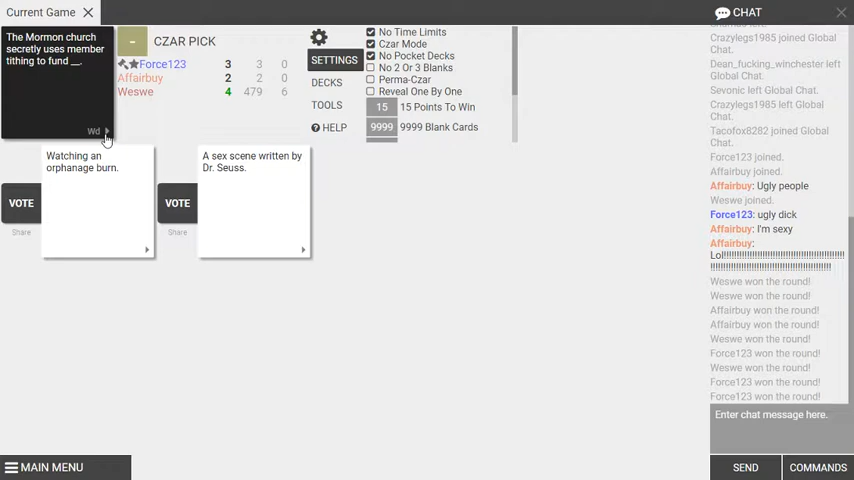 Current Game
The Mormon church
secretly uses member
tithing to fund __.
Wd
-
CZAR PICK
Force123 3 3 0
Affairbuy 2 2 0
Weswe 4 479 6
SETTINGS
DECKS
TOOLS
HELP
No Time Limits
Czar Mode
No Pocket Decks
No 2 Or 3 Blanks
Perma-Czar
Reveal One By One
15 15 Points To Win
9999 9999 Blank Cards
VOTE
Share
Watching an
orphanage burn.
VOTE
Share
A sex scene written by
Dr. Seuss.
MAIN MENU
CHAT
Chat.
Crazylegs1985 joined Global
Chat.
Dean_fucking_winchester left
Global Chat.
Sevonic left Global Chat.
Crazylegs1985 left Global
Chat.
Tacofox8282 joined Global
Chat.
Force123 joined.
Affairbuy joined.
Affairbuy: Ugly people
Weswe joined.
Force123: ugly dick
Affairbuy: I'm sexy
Affairbuy:
Lol!!!!!!!!!!!!!!!!!!!!!!!!!!!!!!!!!!!!!!!!!!!
!!!!!!!!!!!!!!!!!!!!!!!!!!!!!!!!!!!!!!!!!!
Weswe won the round!
Weswe won the round!
Affairbuy won the round!
Affairbuy won the round!
Weswe won the round!
Force123 won the round!
Weswe won the round!
Force123 won the round!
Force123 won the round!
Enter chat message here.
SEND
COMMANDS